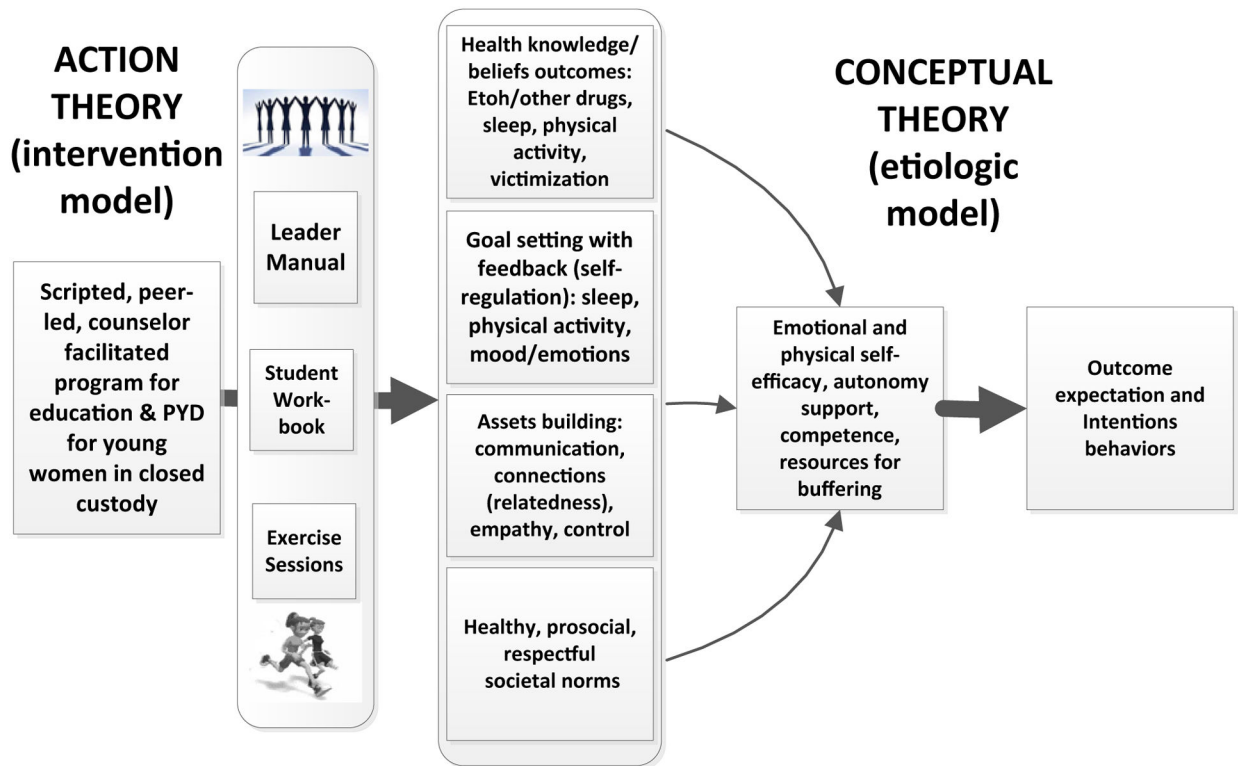 ACTION
THEORY
(intervention
model)
Scripted, peer-
led, counselor
facilitated
program for
education & PYD
for young
women in closed
custody
Leader
Manual
Student
Work-
book
Exercise
Sessions
Health knowledge/
beliefs outcomes:
Etoh/other drugs,
sleep, physical
activity,
victimization
Goal setting with
feedback (self-
regulation): sleep,
physical activity,
mood/emotions
Assets building:
communication,
connections
(relatedness),
empathy, control
Healthy, prosocial,
respectful
societal norms
CONCEPTUAL
THEORY
(etiologic
model)
Emotional and
physical self-
efficacy, autonomy
support,
competence,
resources for
buffering
Outcome
expectation and
Intentions
behaviors